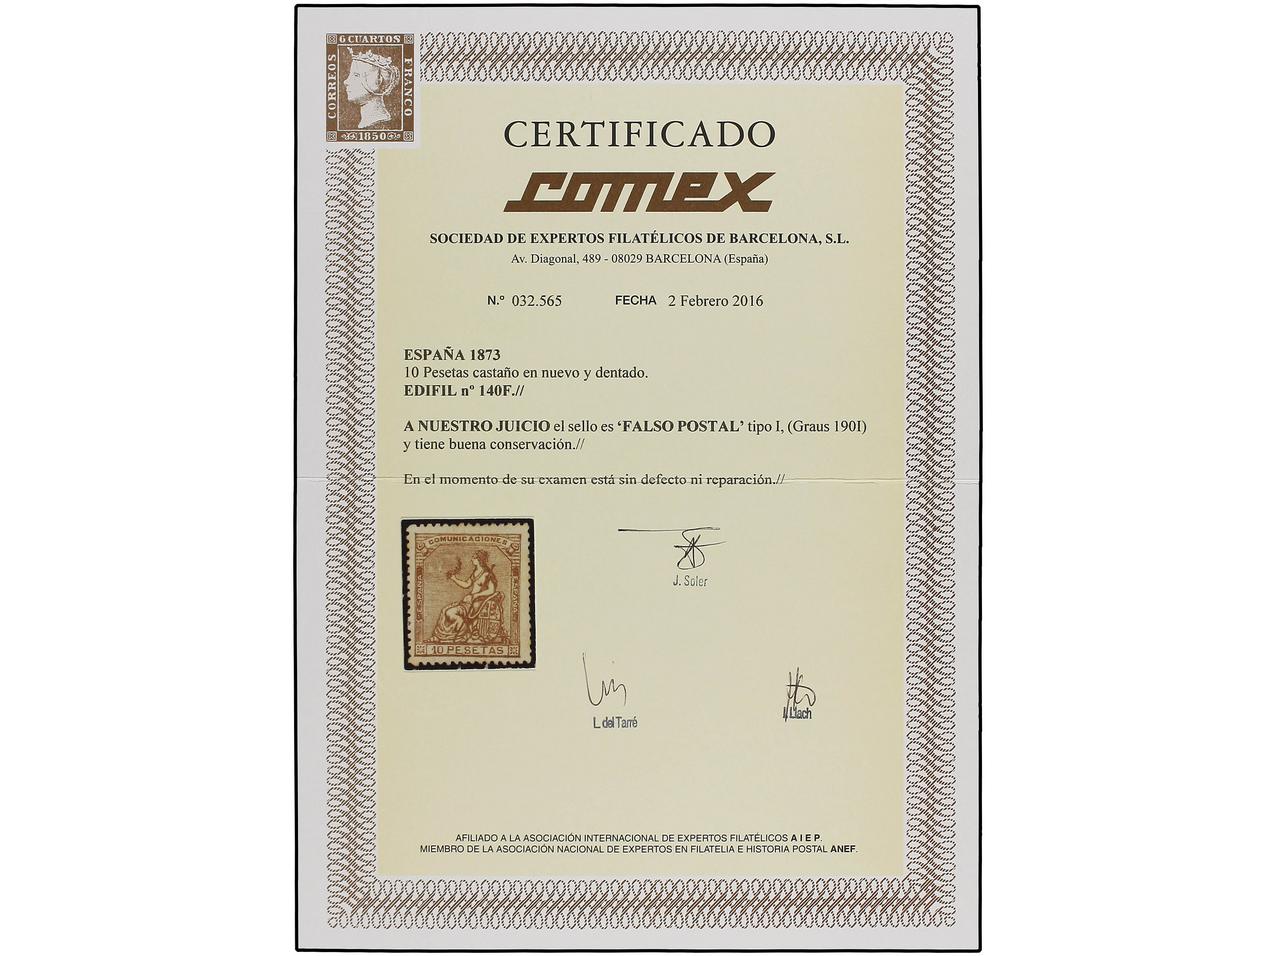 6 CUARTOS
CORREOS
FRANCO
1850
CERTIFICADO
comex
SOCIEDAD DE EXPERTOS FILATÉLICOS DE BARCELONA, S.L.
Av. Diagonal, 489 - 08029 BARCELONA (España)
N.º 032.565 FECHA 2 Febrero 2016
ESPAÑA 1873
10 Pesetas castaño en nuevo y dentado.
EDIFIL nº 140F.//
A NUESTRO JUICIO el sello es ‘FALSO POSTAL’ tipo I, (Graus 190I)
y tiene buena conservación.//
En el momento de su examen está sin defecto ni reparación.//
COMUNICACIONES
ESPAÑA
ESPAÑA
10 PESETAS
J. Soler
L. del Tarré
Llach
AFILIADO A LA ASOCIACIÓN INTERNACIONAL DE EXPERTOS FILATÉLICOS A I E P.
MIEMBRO DE LA ASOCIACIÓN NACIONAL DE EXPERTOS EN FILATELIA E HISTORIA POSTAL ANEF.